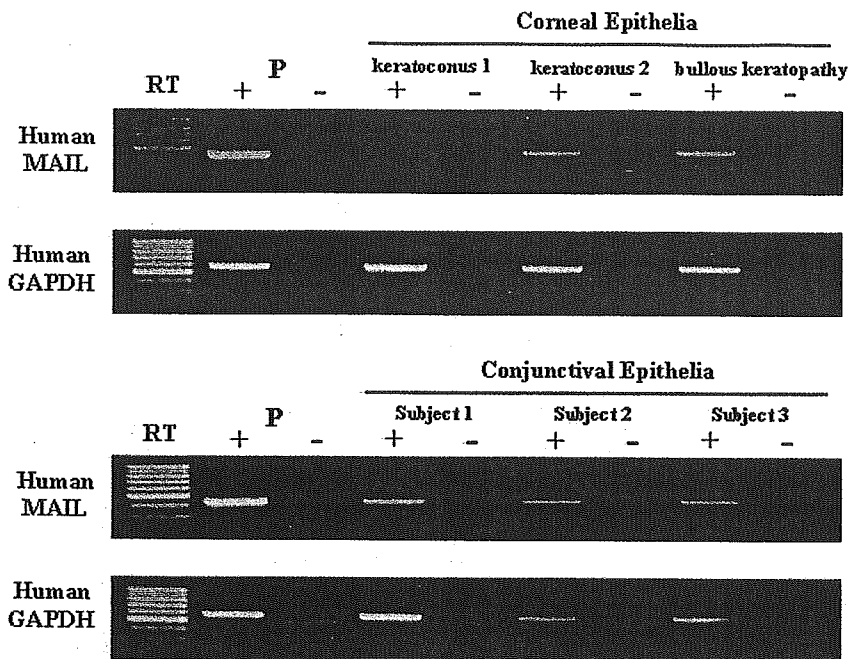 Corneal Epithelia
P keratoconus 1 keratoconus 2 bullous keratopathy
RT + - + - + - + -
Human
MAIL
Human
GAPDH
Conjunctival Epithelia
P Subject 1 Subject 2 Subject 3
RT + - + - + - + -
Human
MAIL
Human
GAPDH